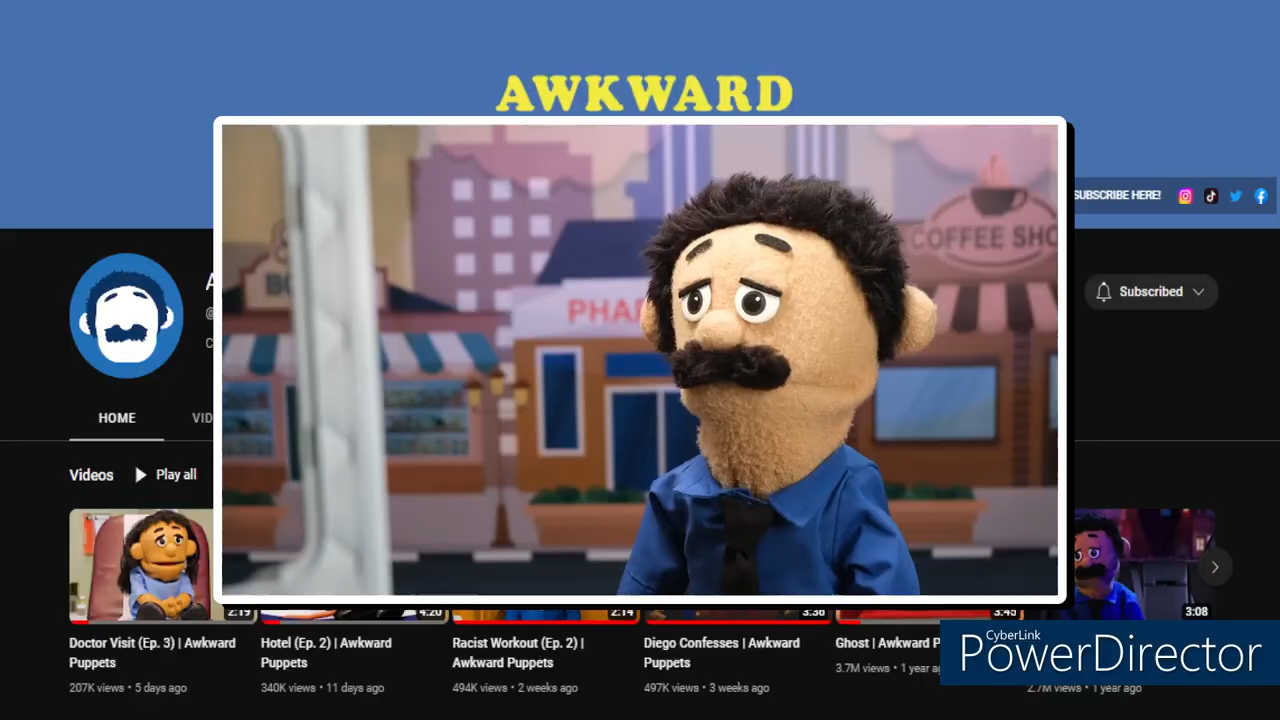 AWKWARD
SUBSCRIBE HERE!
COFFEE SHO
PHAR
A
@
C
Subscribed
HOME
VID
Videos
Play all
2:19
4:20
2:14
3:36
3:45
3:08
Doctor Visit (Ep. 3) | Awkward
Puppets
207K views • 5 days ago
Hotel (Ep. 2) | Awkward
Puppets
340K views • 11 days ago
Racist Workout (Ep. 2) |
Awkward Puppets
494K views • 2 weeks ago
Diego Confesses | Awkward
Puppets
497K views • 3 weeks ago
Ghost | Awkward P
3.7M views • 1 year ag
2.7M views • 1 year ago
CyberLink
PowerDirector